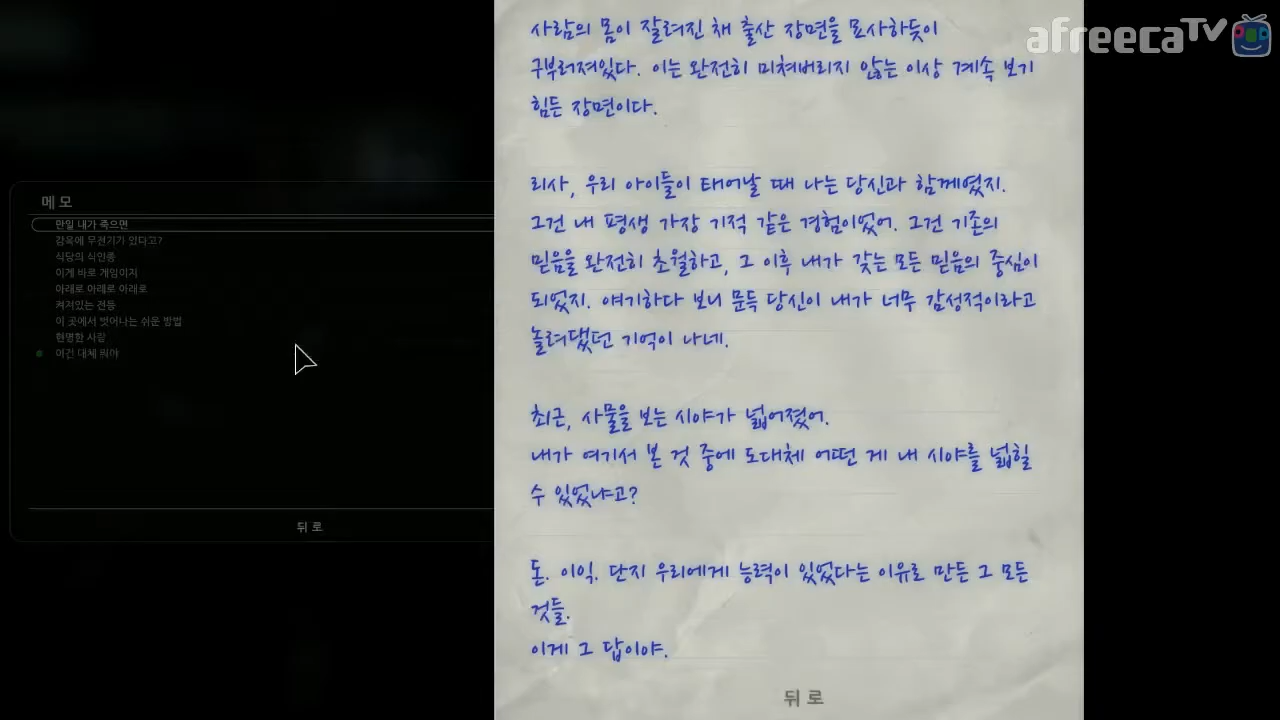 afreecaTV
메모
만일 내가 죽으면
감옥에 무전기가 있다고?
식당의 식인종
이게 바로 게임이지
아래로 아래로 아래로
켜져있는 전등
이 곳에서 벗어나는 쉬운 방법
현명한 사람
이건 대체 뭐야
뒤로
사람의 몸이 잘려진 채 출산 장면을 묘사하듯이
구부러져있다. 이는 완전히 미쳐버리지 않는 이상 계속 보기
힘든 장면이다.
리사, 우리 아이들이 태어날 때 나는 당신과 함께였지.
그건 내 평생 가장 기적 같은 경험이었어. 그건 기존의
믿음을 완전히 초월하고, 그 이후 내가 갖는 모든 믿음의 중심이
되었지. 얘기하다 보니 문득 당신이 내가 너무 감성적이라고
놀려댔던 기억이 나네.
최근, 사물을 보는 시야가 넓어졌어.
내가 여기서 본 것 중에 도대체 어떤 게 내 시야를 넓힐
수 있었냐고?
돈. 이익. 단지 우리에게 능력이 있었다는 이유로 만든 그 모든
것들.
이게 그 답이야.
뒤로